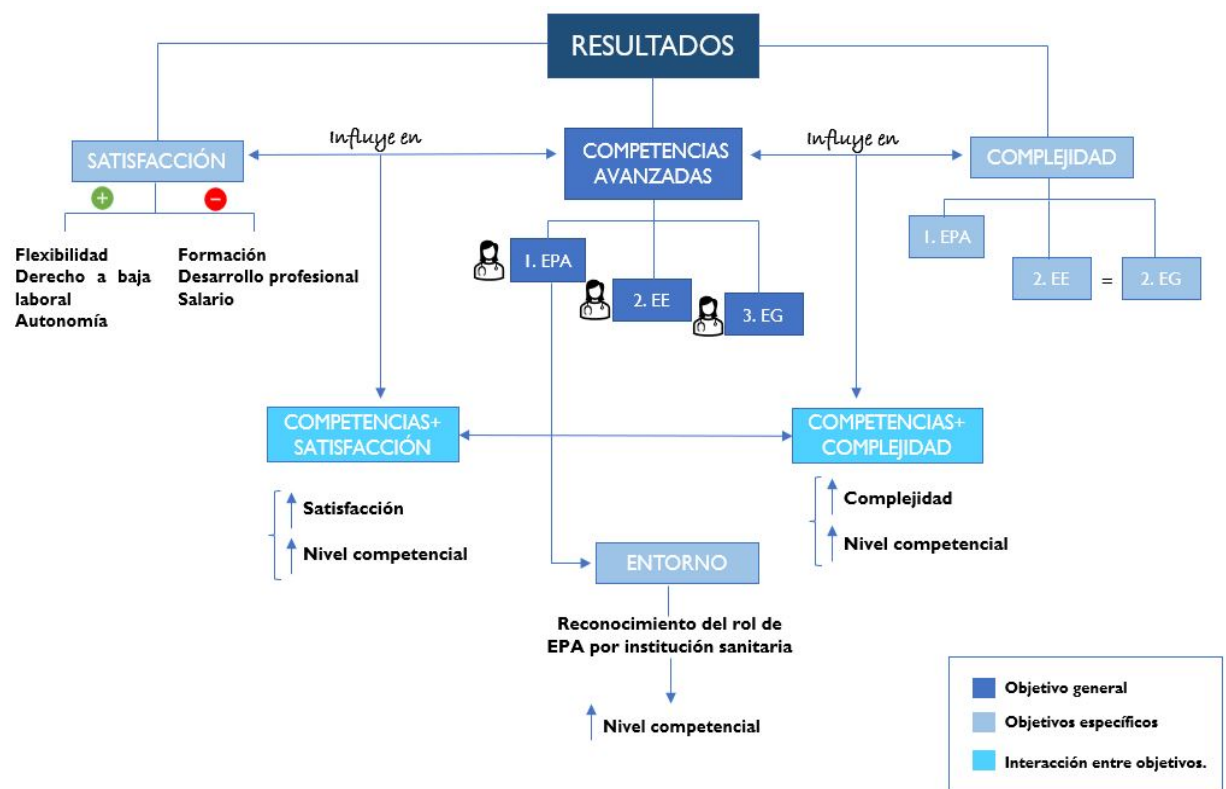 RESULTADOS
Influye en
Influye en
SATISFACCIÓN
COMPETENCIAS
AVANZADAS
COMPLEJIDAD
+
–
Flexibilidad
Derecho a baja
laboral
Autonomía
Formación
Desarrollo profesional
Salario
1. EPA
2. EE
3. EG
1. EPA
2. EE = 2. EG
COMPETENCIAS+
SATISFACCIÓN
COMPETENCIAS+
COMPLEJIDAD
Satisfacción
Nivel competencial
Complejidad
Nivel competencial
ENTORNO
Reconocimiento del rol de
EPA por institución sanitaria
Nivel competencial
Objetivo general
Objetivos específicos
Interacción entre objetivos.